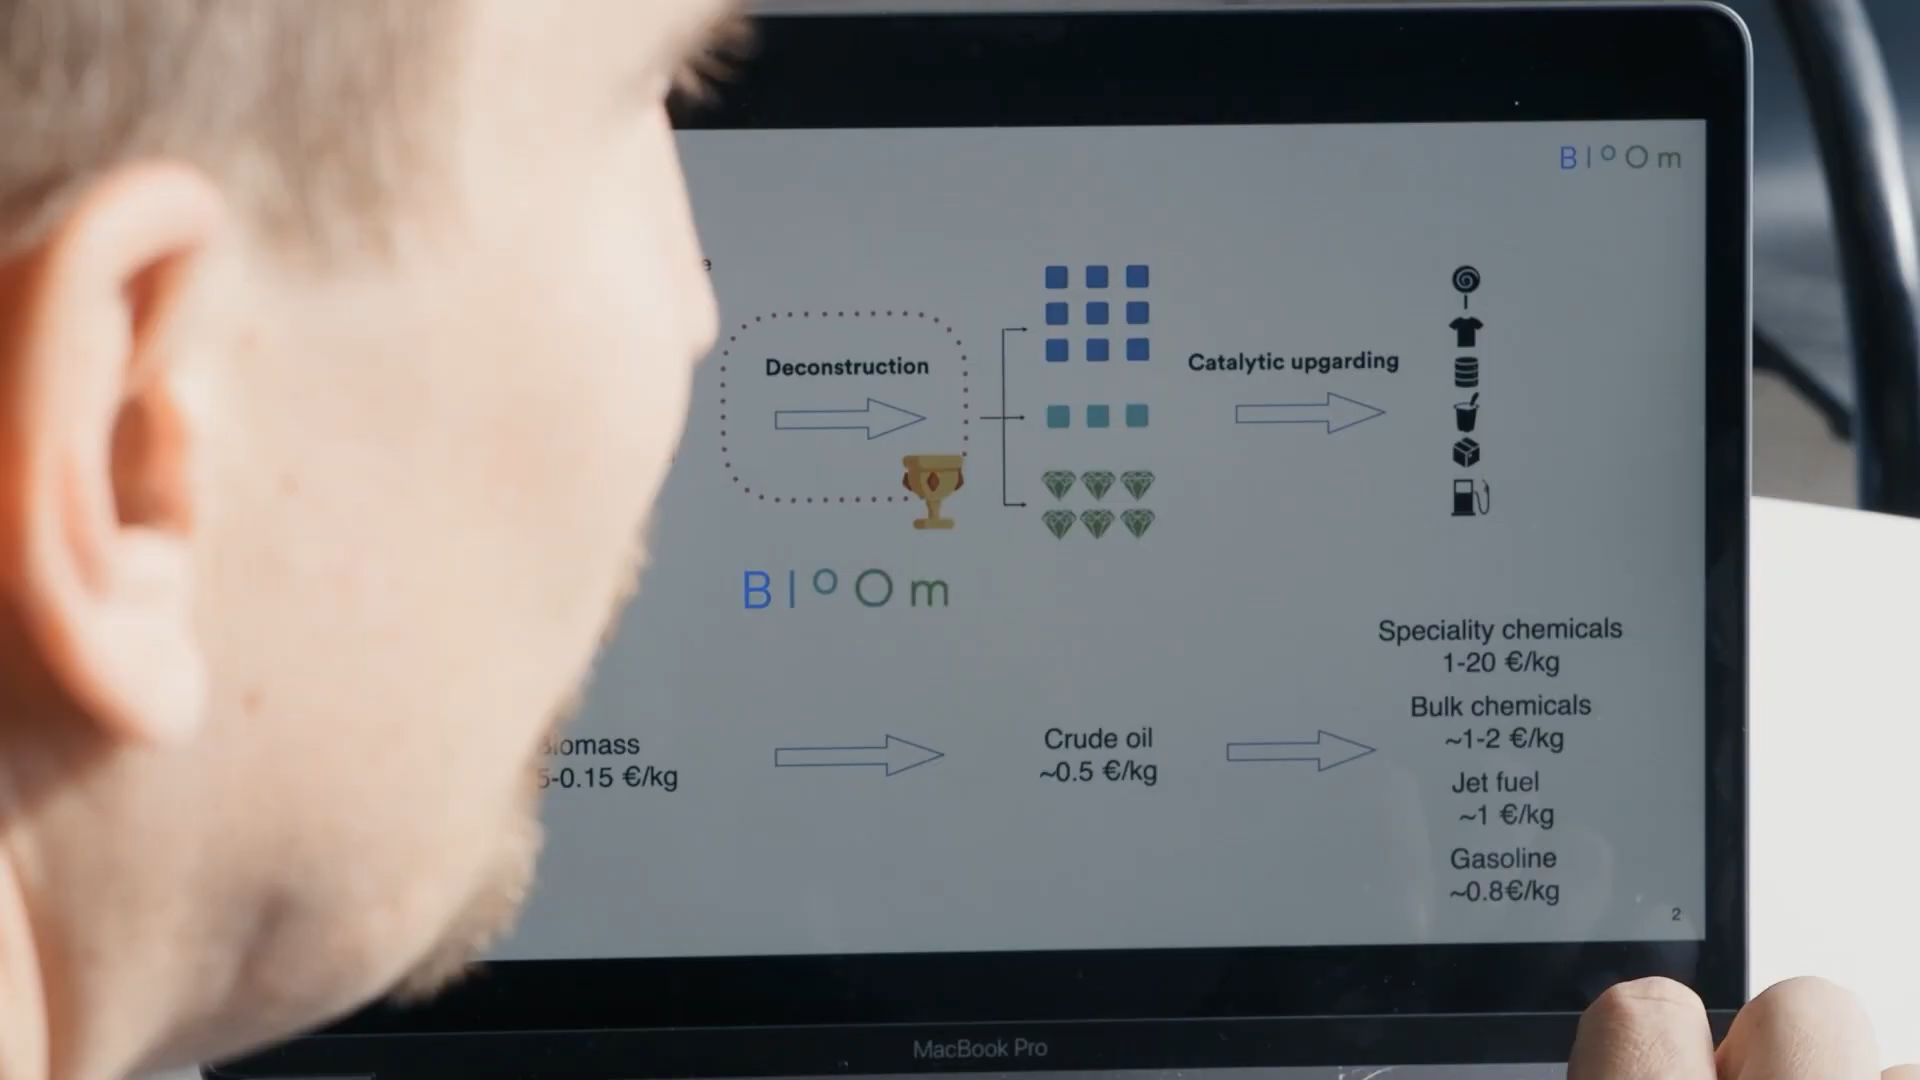 BloOm
Deconstruction
Catalytic upgarding
BloOm
Speciality chemicals
1-20 €/kg
Bulk chemicals
~1-2 €/kg
Biomass
5-0.15 €/kg
Crude oil
~0.5 €/kg
Jet fuel
~1 €/kg
Gasoline
~0.8€/kg
2
MacBook Pro